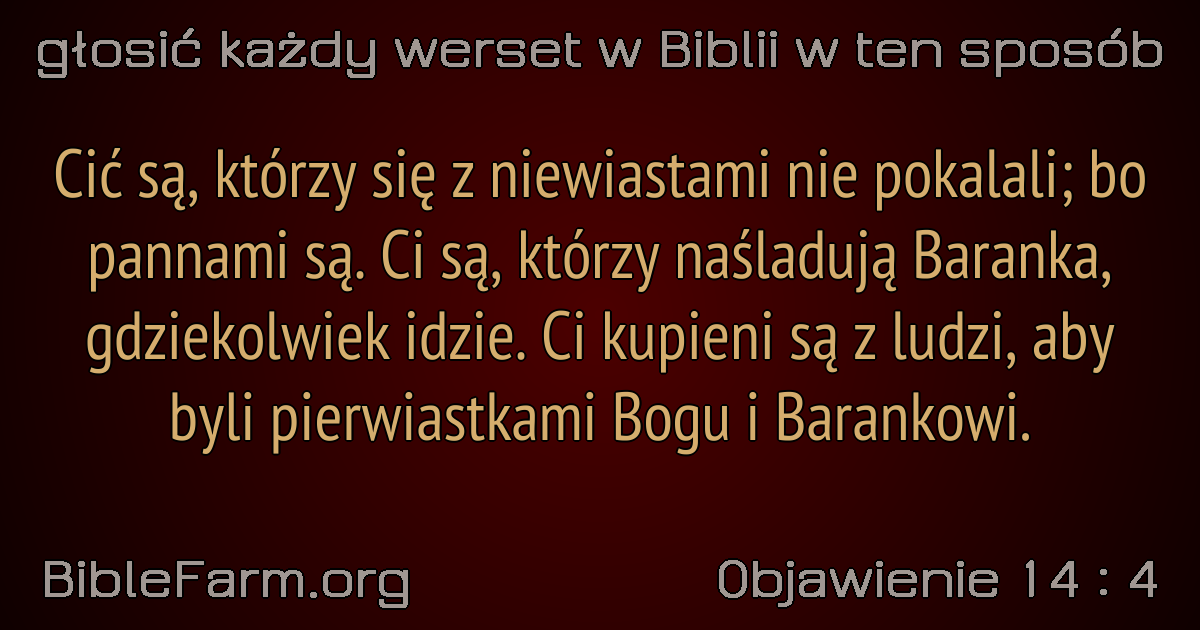 głosić każdy werset w Biblii w ten sposób
Cić są, którzy się z niewiastami nie pokalali; bo
pannami są. Ci są, którzy naśladują Baranka,
gdziekolwiek idzie. Ci kupieni są z ludzi, aby
byli pierwiastkami Bogu i Barankowi.
BibleFarm.org
Objawienie 14 : 4